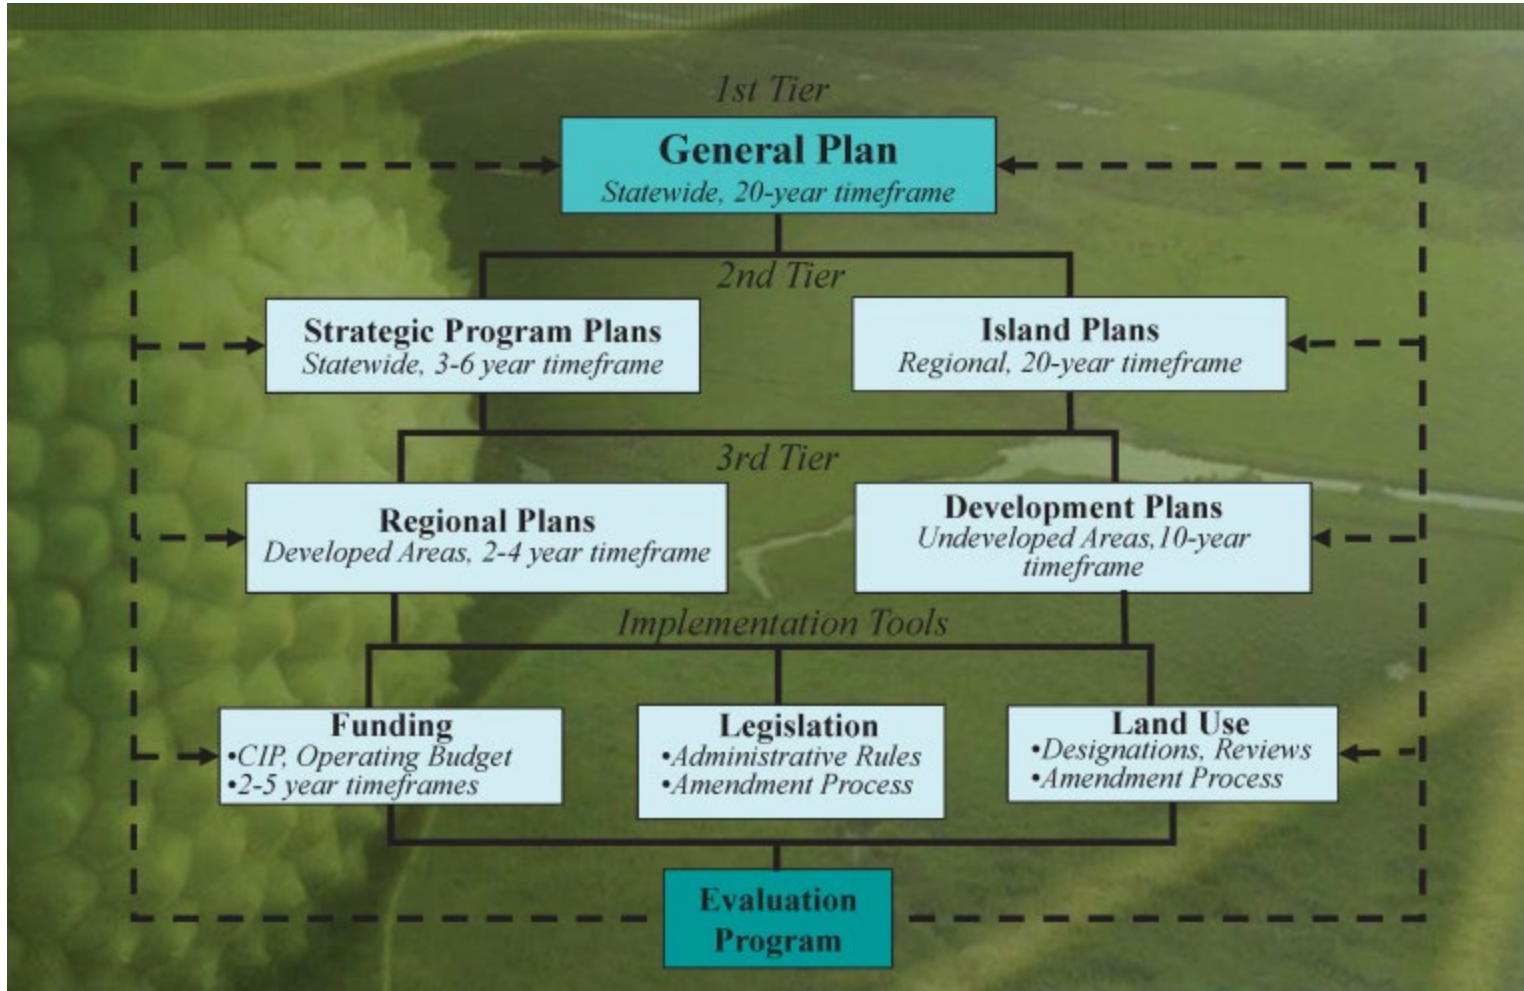 1st Tier
General Plan
Statewide, 20-year timeframe
2nd Tier
Strategic Program Plans
Statewide, 3-6 year timeframe
Island Plans
Regional, 20-year timeframe
3rd Tier
Regional Plans
Developed Areas, 2-4 year timeframe
Development Plans
Undeveloped Areas,10-year
timeframe
Implementation Tools
Funding
•CIP, Operating Budget
•2-5 year timeframes
Legislation
•Administrative Rules
•Amendment Process
Land Use
•Designations, Reviews
•Amendment Process
Evaluation
Program